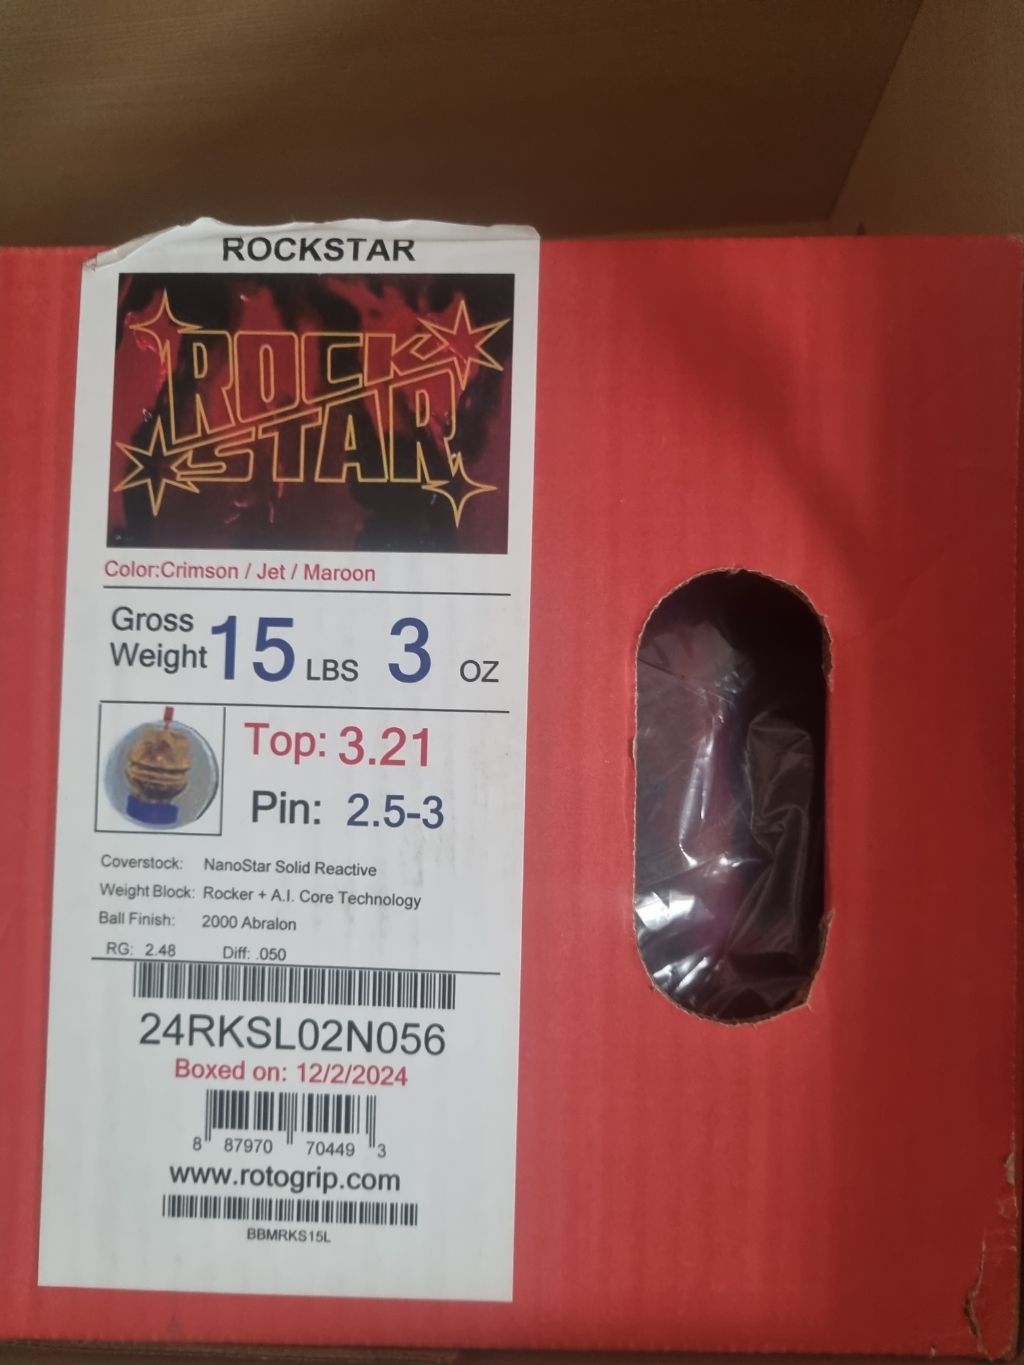 ROCKSTAR
ROCK
STAR
Color:Crimson / Jet / Maroon
Gross
Weight 15 LBS 3 OZ
Top: 3.21
Pin: 2.5-3
Coverstock: NanoStar Solid Reactive
Weight Block: Rocker + A.I. Core Technology
Ball Finish: 2000 Abralon
RG: 2.48 Diff: .050
24RKSL02N056
Boxed on: 12/2/2024
8 87970 70449 3
www.rotogrip.com
BBMRKS15L